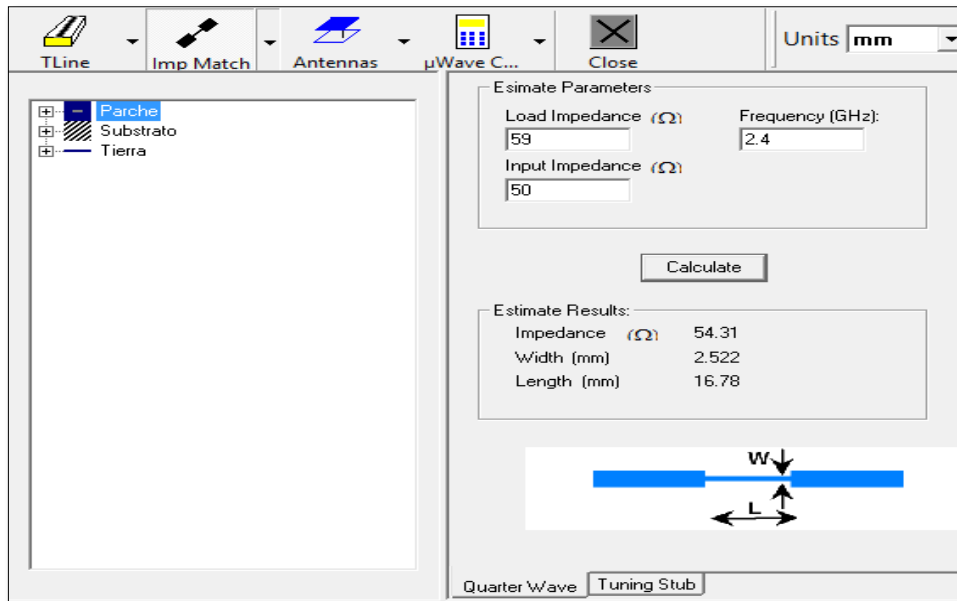 TLine
Imp Match
Antennas
µWave C...
Close
Units mm
Parche
Substrato
Tierra
Esimate Parameters
Load Impedance (Ω)
Frequency (GHz):
59
2.4
Input Impedance (Ω)
50
Calculate
Estimate Results:
Impedance (Ω) 54.31
Width (mm) 2.522
Length (mm) 16.78
W
L
Quarter Wave
Tuning Stub